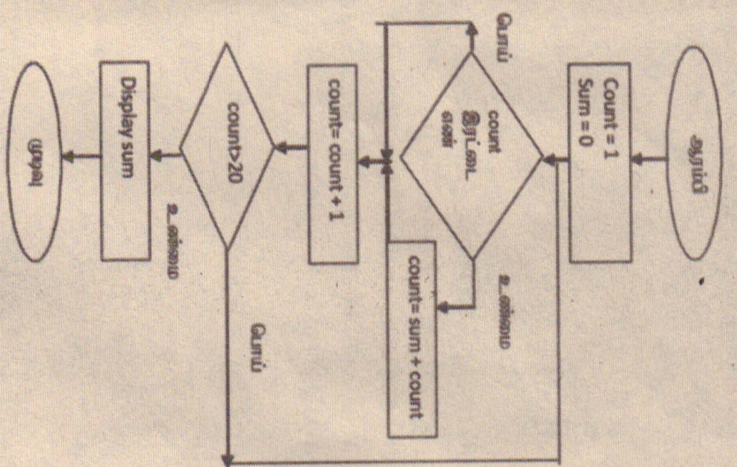 ஆரம்பி
Count = 1
Sum = 0
count
இரட்டை
எண்
பொய்
உண்மை
count= sum + count
count= count + 1
count>20
பொய்
உண்மை
Display sum
முடிவு